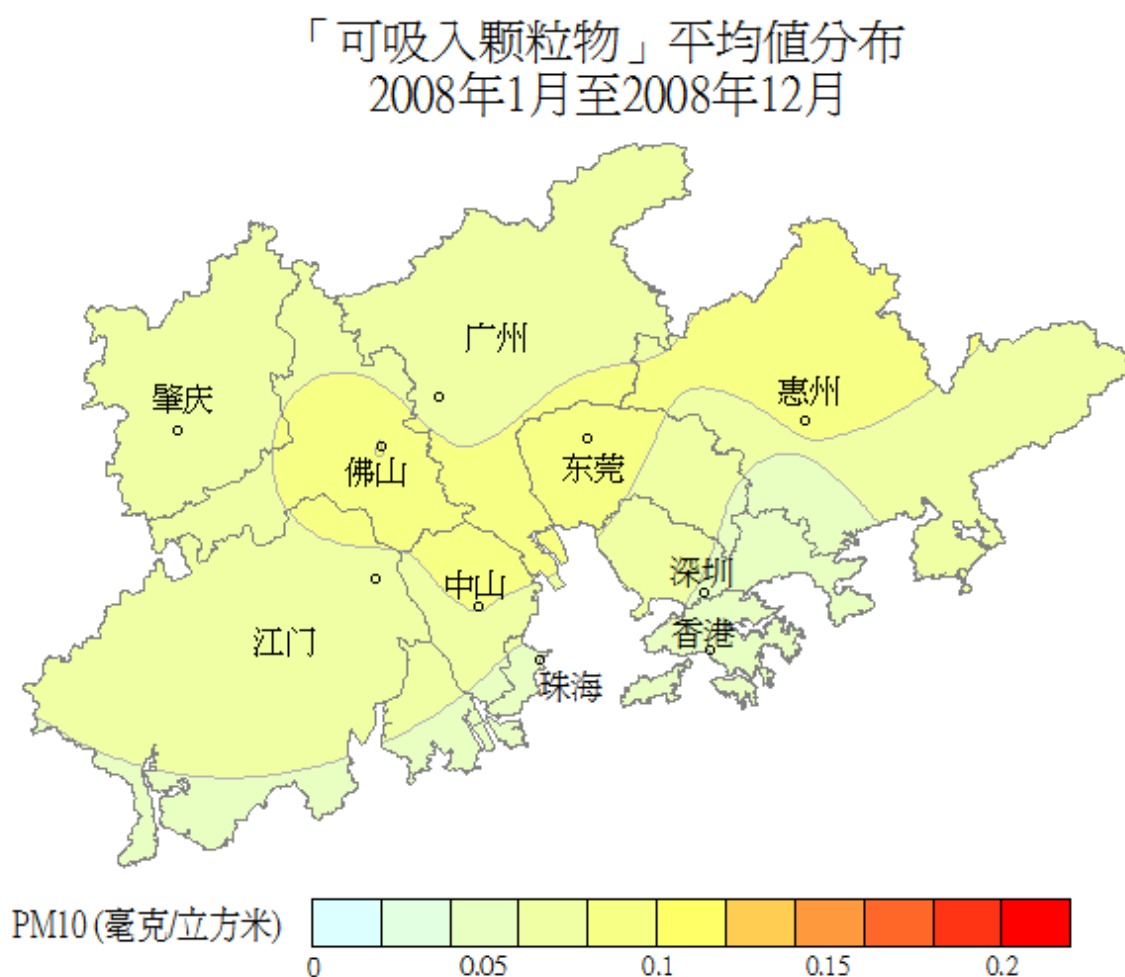 「可吸入颗粒物」平均值分布
2008年1月至2008年12月
广州
肇庆
惠州
佛山
东莞
深圳
中山
香港
江门
珠海
PM10 (毫克/立方米)
0 0.05 0.1 0.15 0.2